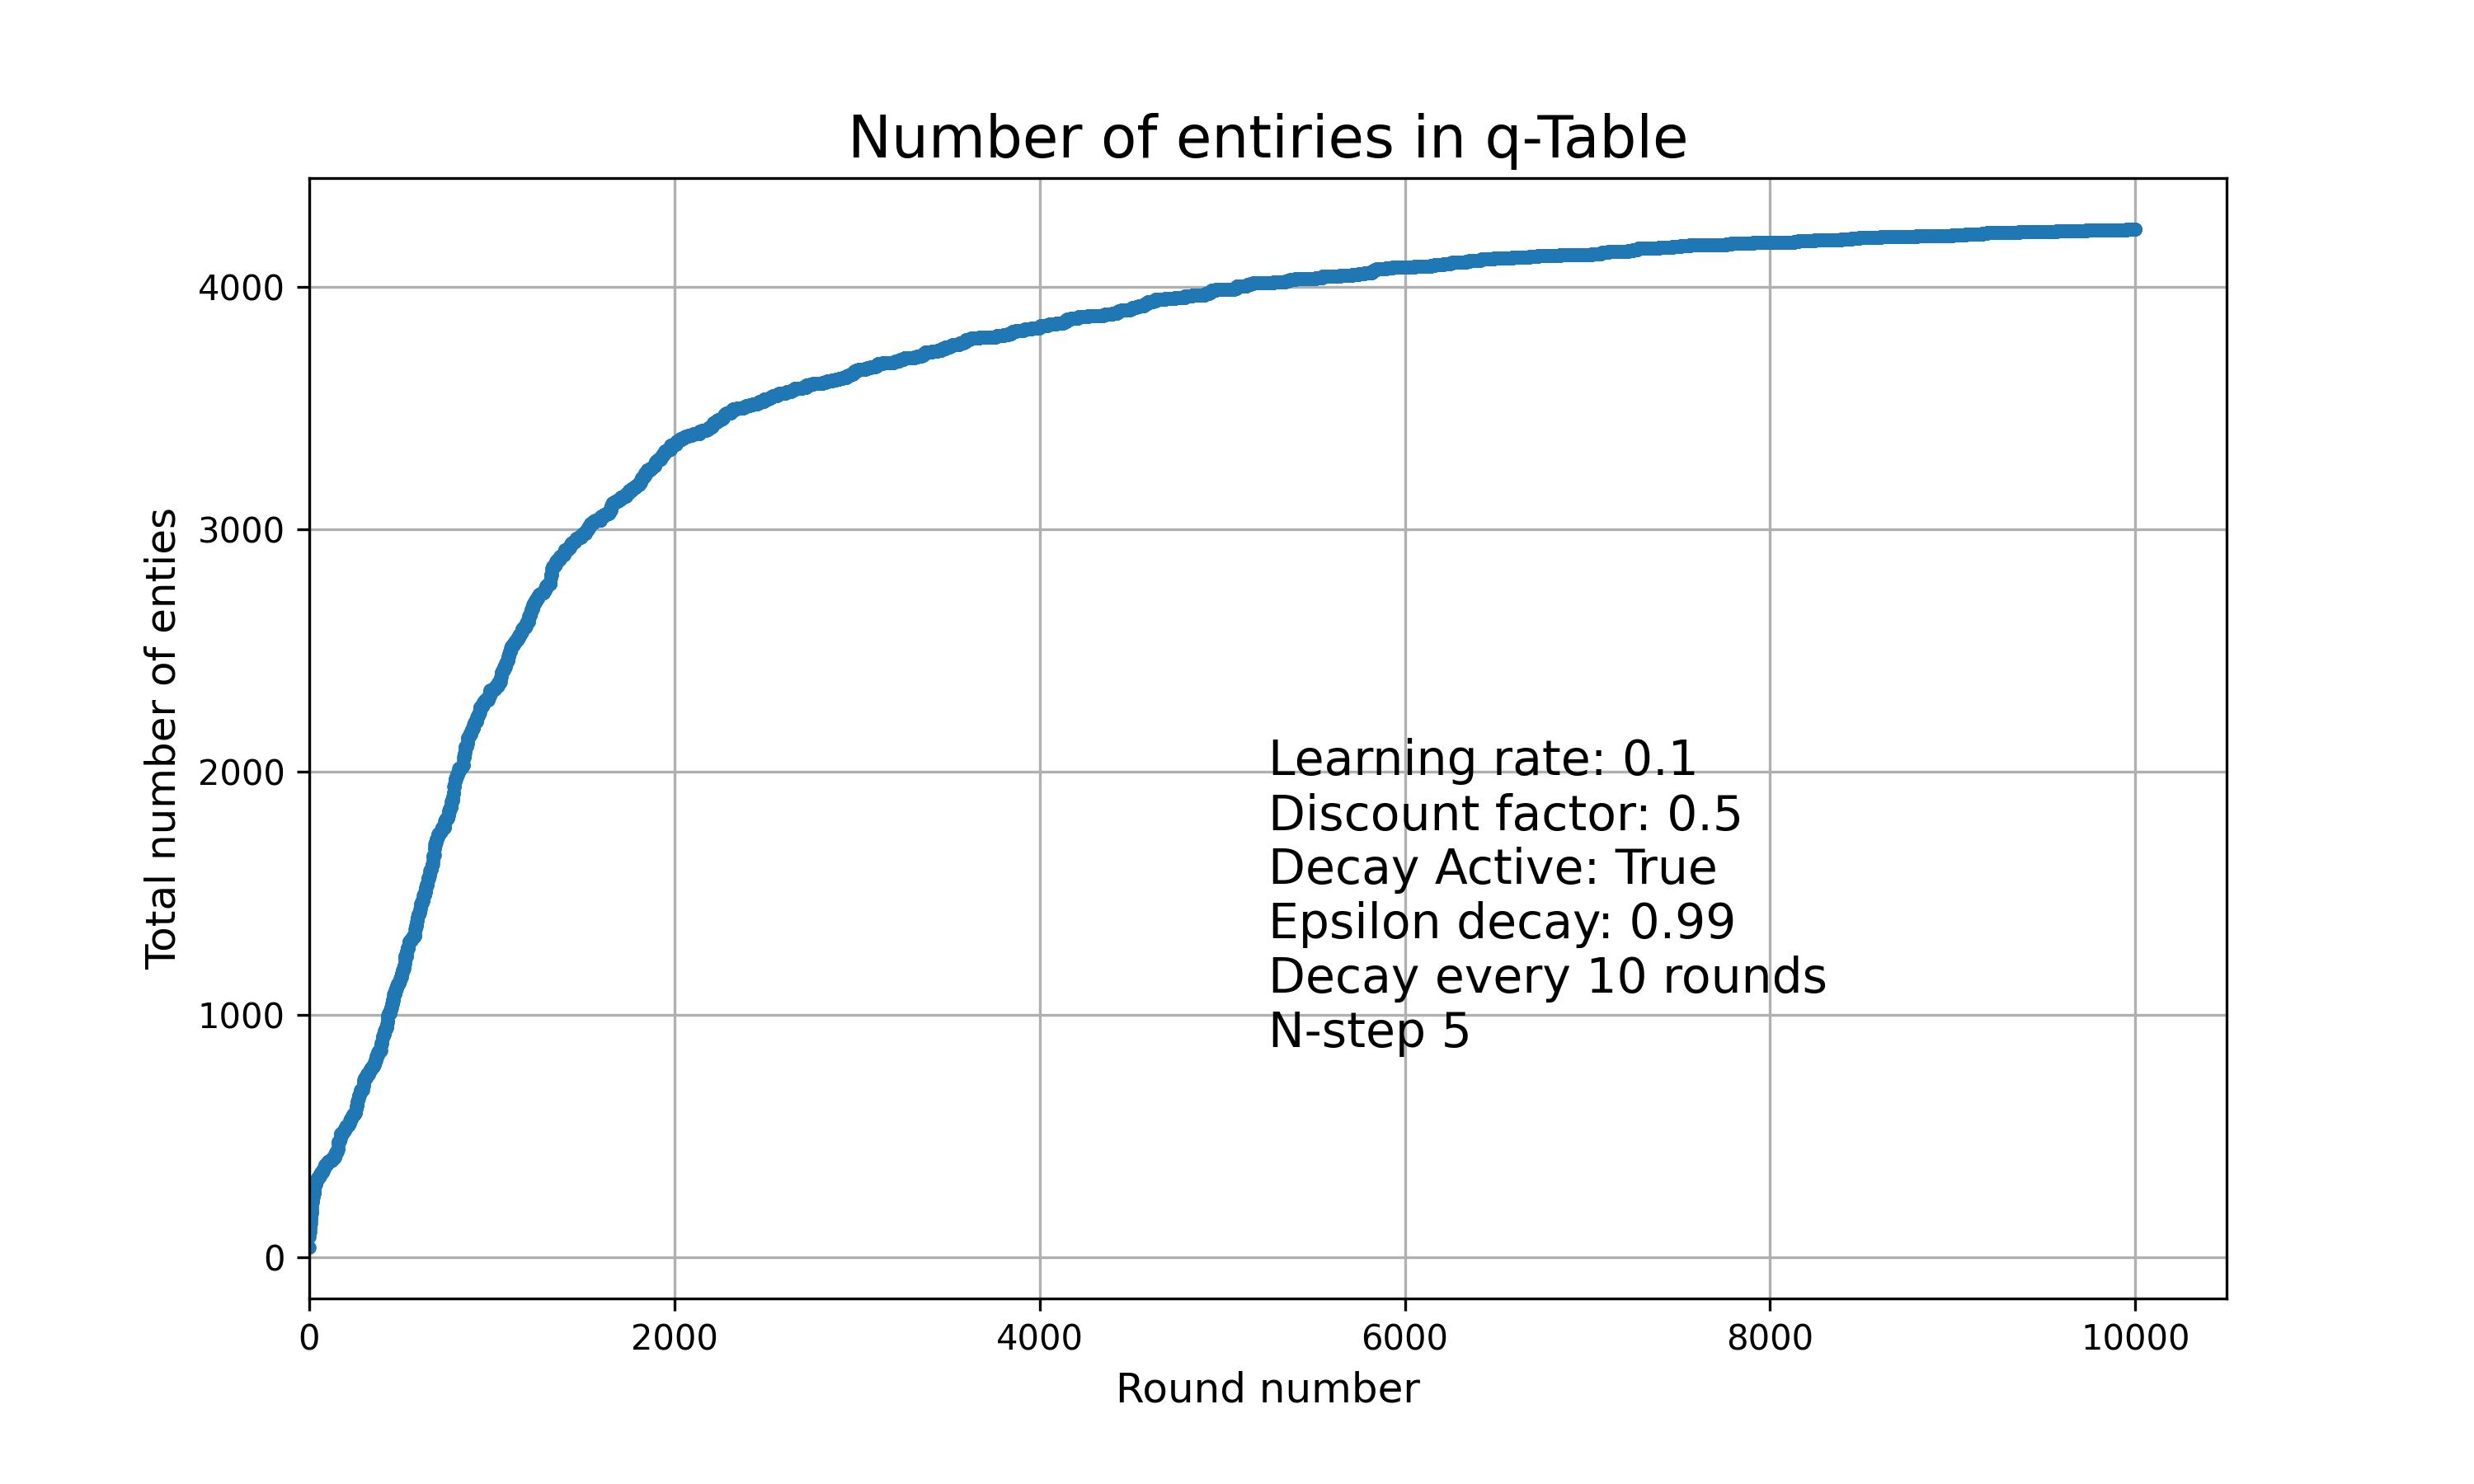 Number of entiries in q-Table
Total number of enties
4000
3000
2000
1000
0
Learning rate: 0.1
Discount factor: 0.5
Decay Active: True
Epsilon decay: 0.99
Decay every 10 rounds
N-step 5
0 2000 4000 6000 8000 10000
Round number